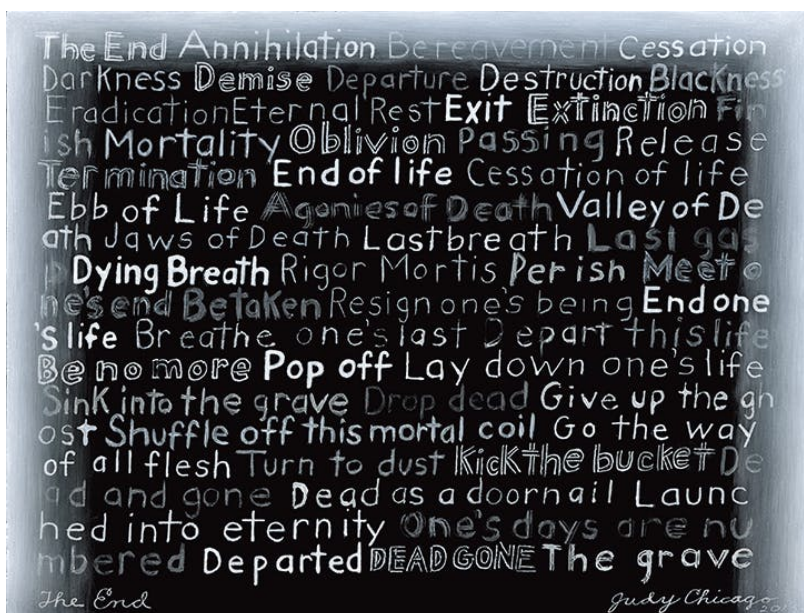 The End Annihilation Bereavement Cessation
Darkness Demise Departure Destruction Blackness
Eradication Eternal Rest Exit Extinction Fin
ish Mortality Oblivion Passing Release
Termination End of life Cessation of life
Ebb of Life Agonies of Death Valley of De
ath Jaws of Death Last breath Last gas
p Dying Breath Rigor Mortis Perish Meet o
ne's end Be taken Resign one's being End one
's life Breathe one's last Depart this life
Be no more Pop off Lay down one's life
Sink into the grave Drop dead Give up the gh
ost Shuffle off this mortal coil Go the way
of all flesh Turn to dust Kick the bucket De
ad and gone Dead as a doornail Launc
hed into eternity One's days are nu
mbered Departed DEAD GONE The grave
The End Judy Chicago